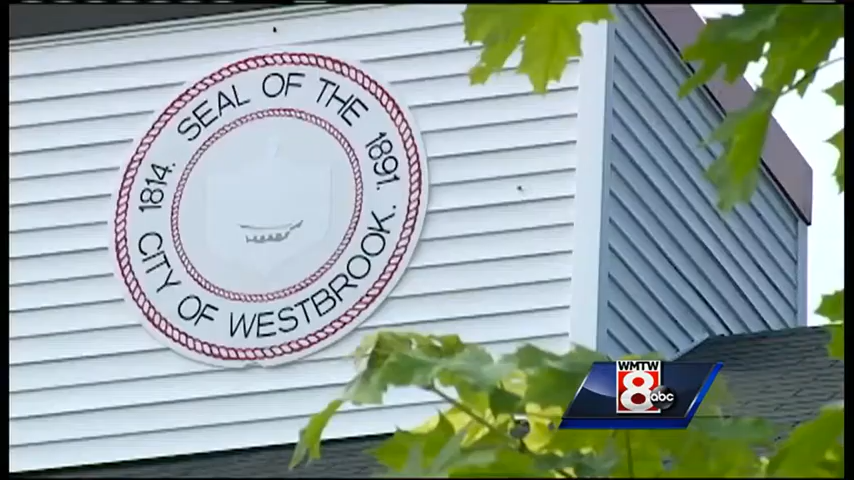 SEAL OF THE 1891.
1814. CITY OF WESTBROOK.
WMTW
8 abc